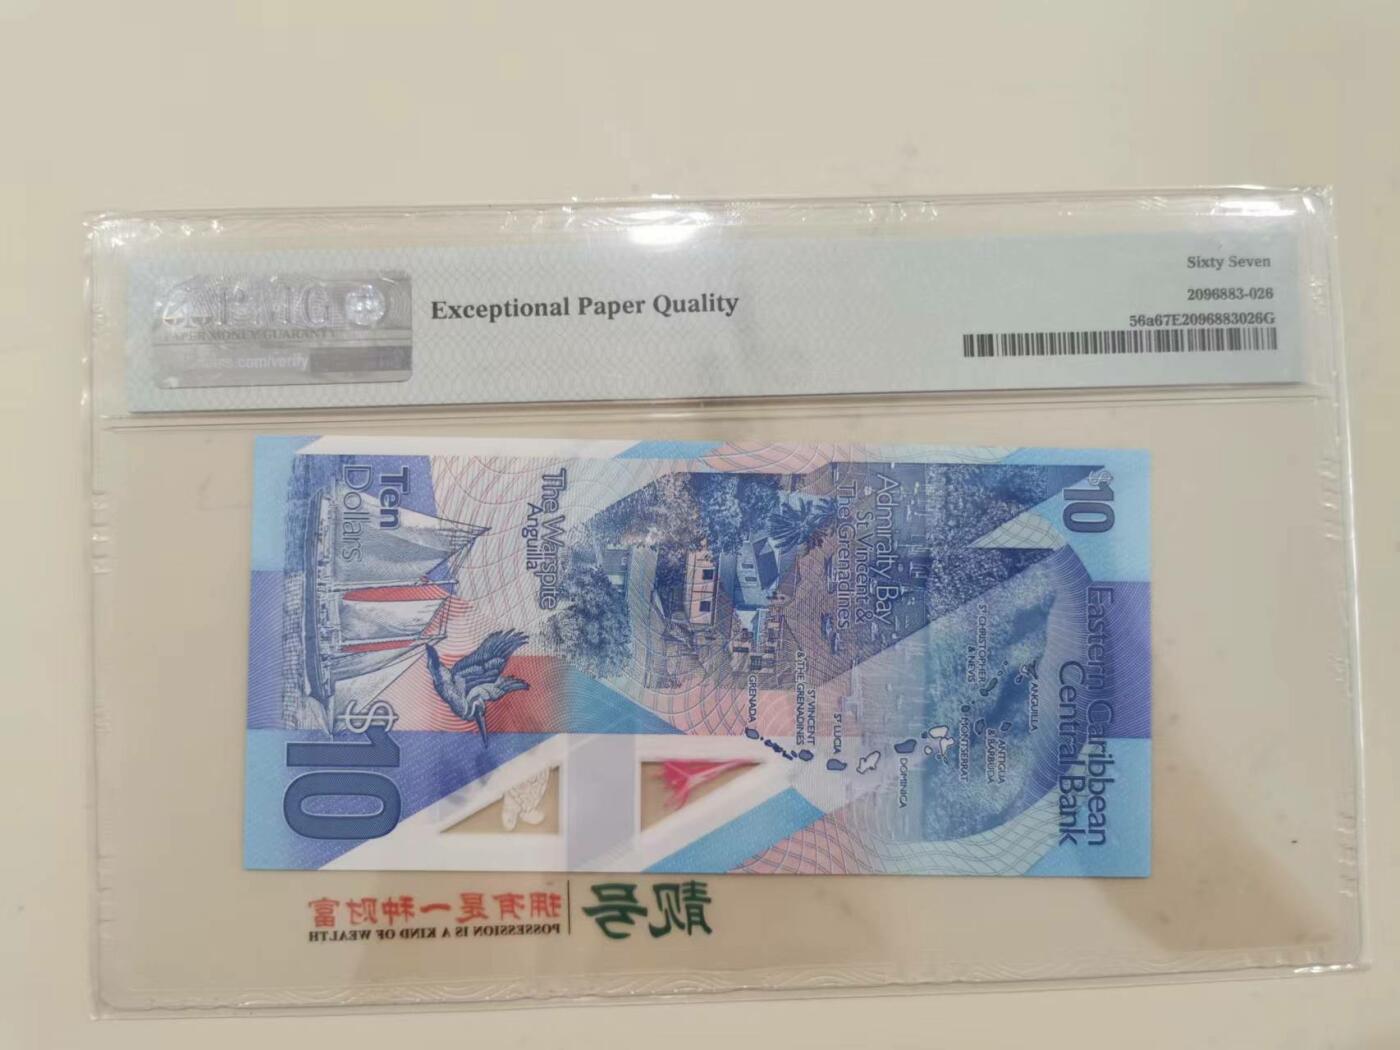 PMG
PAPER MONEY GUARANTY
.com/verify
Exceptional Paper Quality
Sixty Seven
2096883-026
56a67E2096883026G
$10
Eastern Caribbean
Central Bank
Admiralty Bay
St Vincent &
The Grenadines
ST CHRISTOPHER
& NEVIS
ANGUILLA
ANTIGUA
& BARBUDA
MONTSERRAT
DOMINICA
ST LUCIA
ST VINCENT
& THE GRENADINES
GRENADA
The Warspite
Anguilla
Ten
Dollars
$10
靓号
拥有是一种财富
POSSESSION IS A KIND OF WEALTH